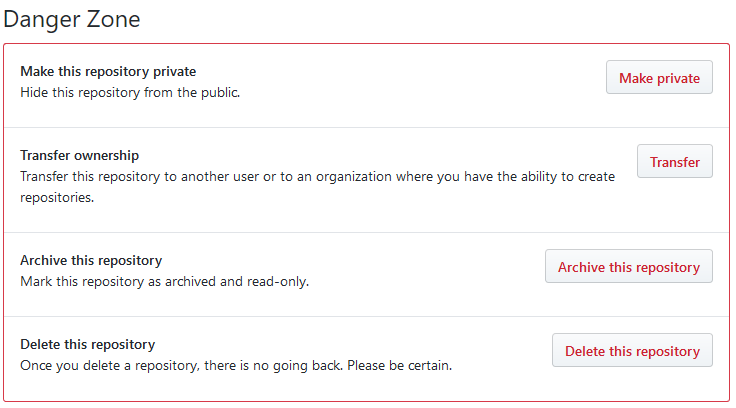 Danger Zone
Make this repository private
Make private
Hide this repository from the public.
Transfer ownership
Transfer
Transfer this repository to another user or to an organization where you have the ability to create
repositories.
Archive this repository
Archive this repository
Mark this repository as archived and read-only.
Delete this repository
Delete this repository
Once you delete a repository, there is no going back. Please be certain.